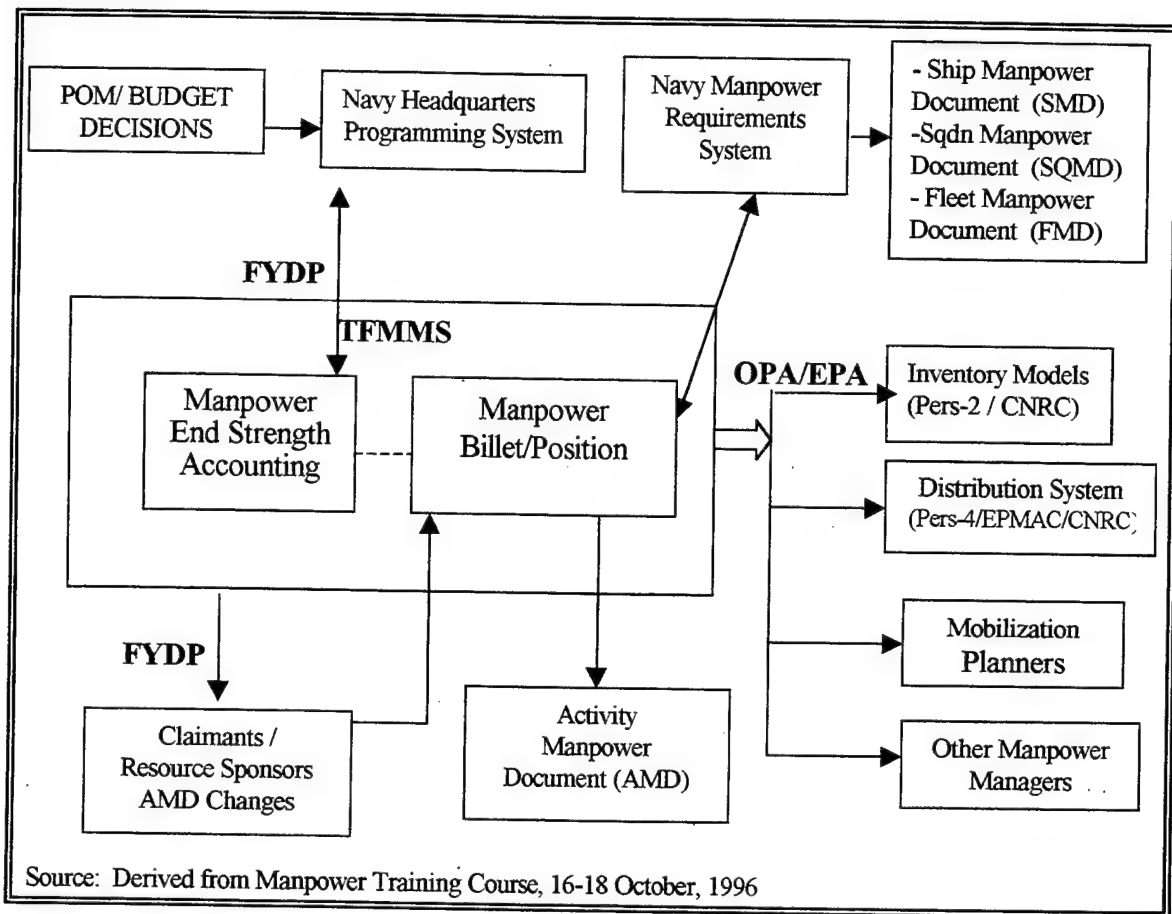 POM/ BUDGET
DECISIONS
Navy Headquarters
Programming System
Navy Manpower
Requirements
System
- Ship Manpower
Document (SMD)
-Sqdn Manpower
Document (SQMD)
- Fleet Manpower
Document (FMD)
FYDP
TFMMS
Manpower
End Strength
Accounting
Manpower
Billet/Position
OPA/EPA
Inventory Models
(Pers-2 / CNRC)
Distribution System
(Pers-4/EPMAC/CNRC)
Mobilization
Planners
Other Manpower
Managers
FYDP
Claimants /
Resource Sponsors
AMD Changes
Activity
Manpower
Document (AMD)
Source: Derived from Manpower Training Course, 16-18 October, 1996